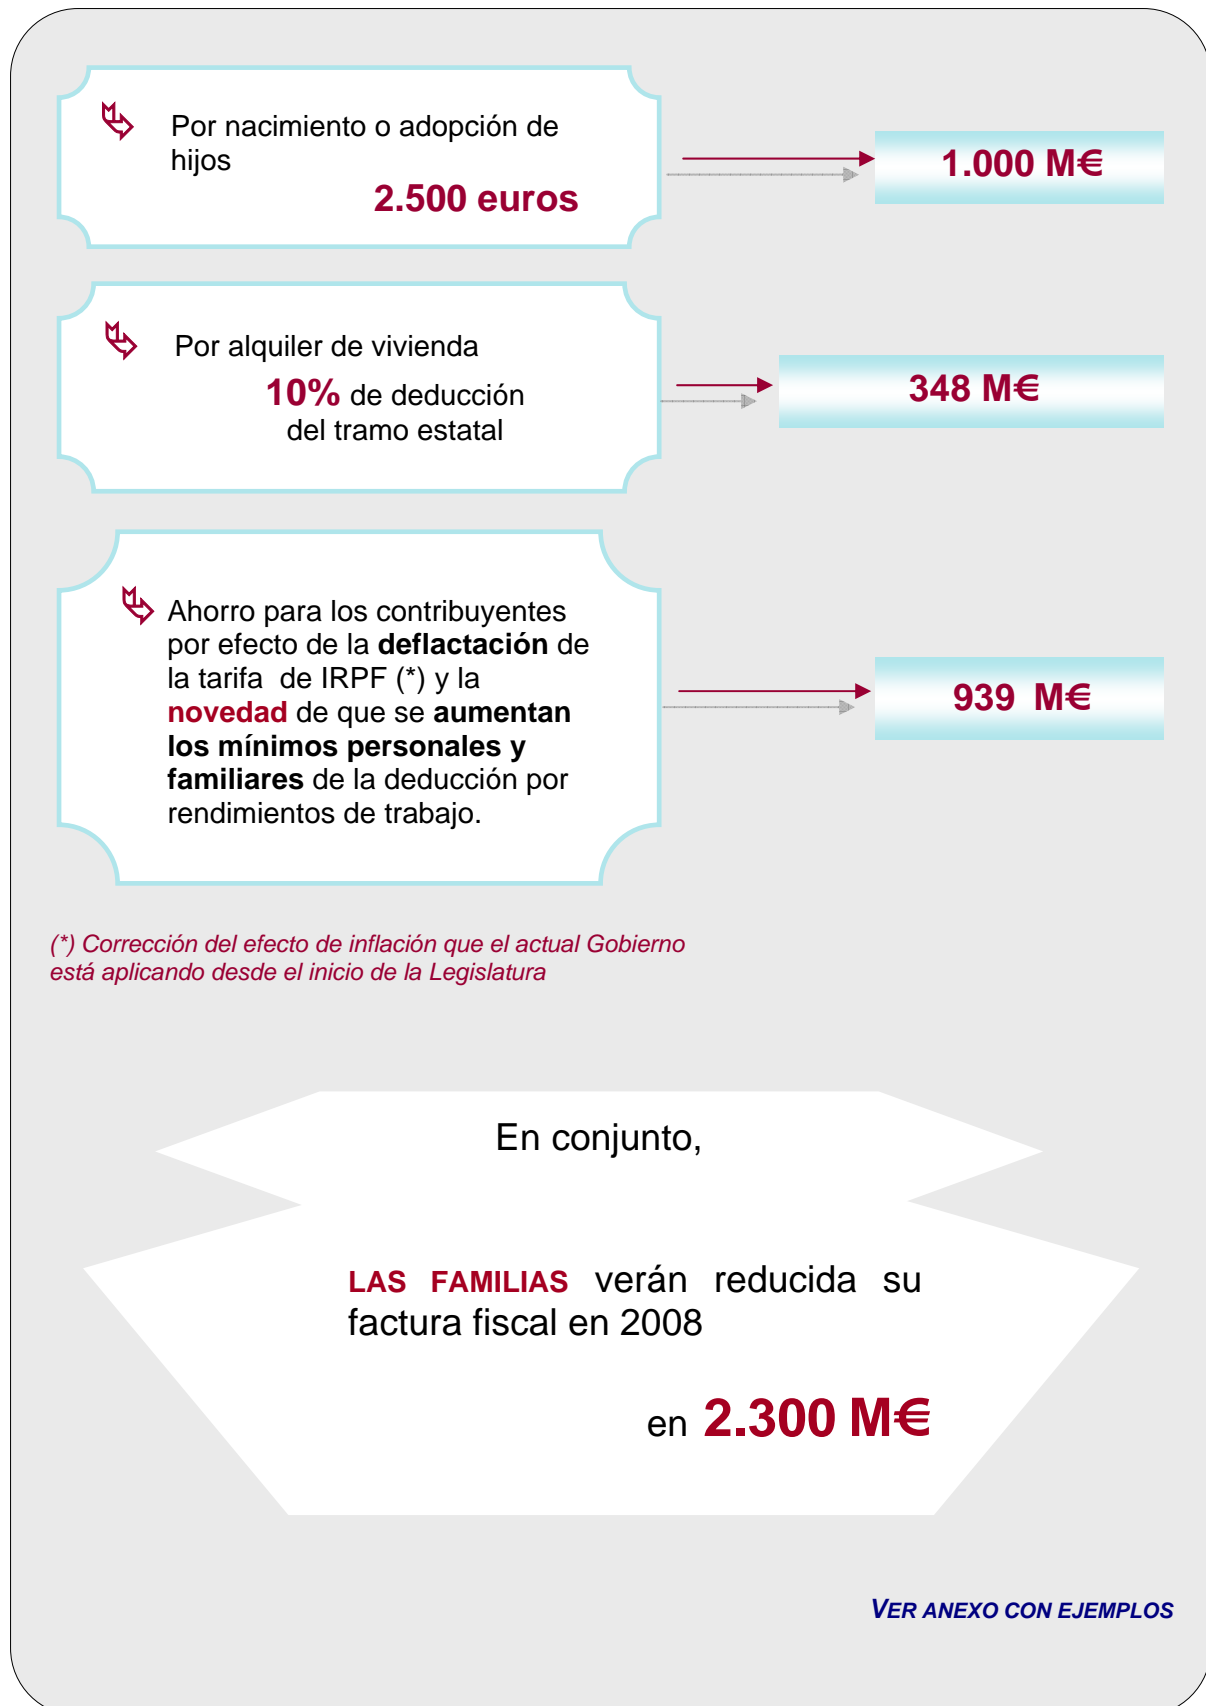 Por nacimiento o adopción de
hijos
2.500 euros
1.000 M€
Por alquiler de vivienda
10% de deducción
del tramo estatal
348 M€
Ahorro para los contribuyentes
por efecto de la deflactación de
la tarifa de IRPF (*) y la
novedad de que se aumentan
los mínimos personales y
familiares de la deducción por
rendimientos de trabajo.
939 M€
(*) Corrección del efecto de inflación que el actual Gobierno
está aplicando desde el inicio de la Legislatura
En conjunto,
LAS FAMILIAS verán reducida su
factura fiscal en 2008
en 2.300 M€
VER ANEXO CON EJEMPLOS